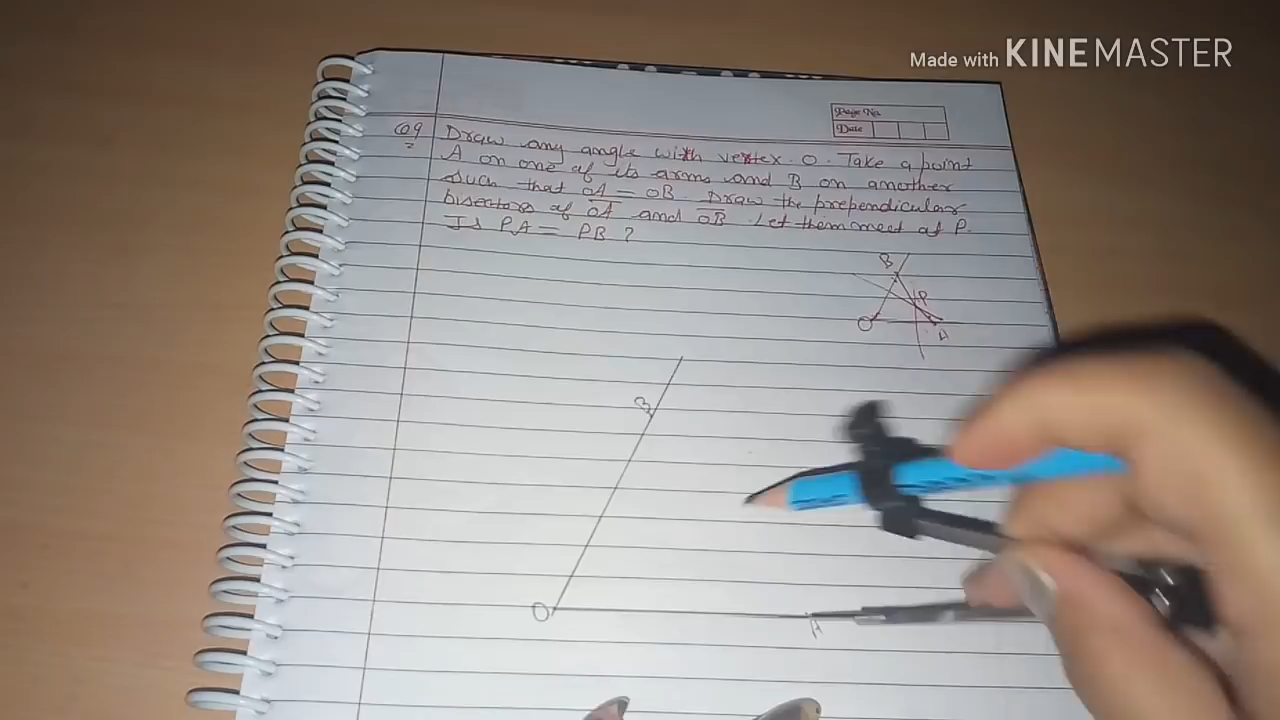 Made with KINEMASTER
Page No.
Date
Q9 Draw any angle with vertex O. Take a point
A on one of its arms and B on another
such that OA = OB. Draw the prependicular
bisectors of OA and OB. Let them meet at P.
Is PA = PB ?
B
P
O
A
B
O
A